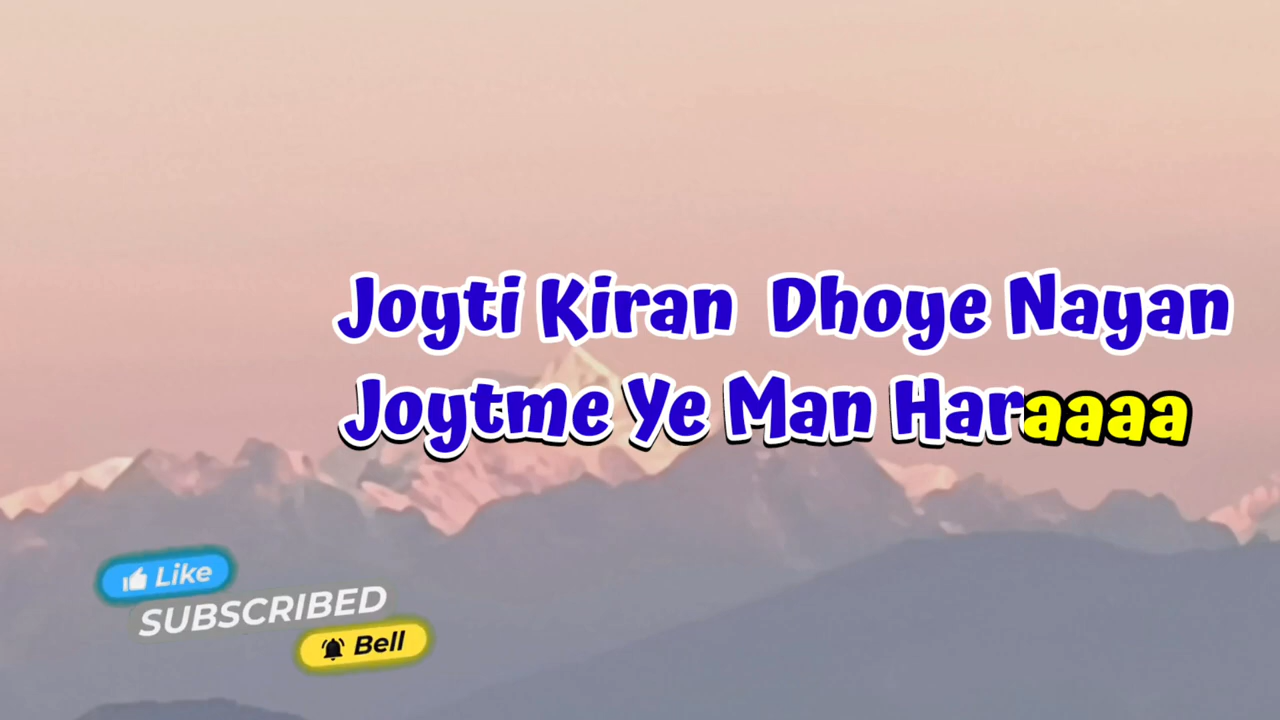 Joyti Kiran Dhoye Nayan
Joytme Ye Man Haraaaa
Like
SUBSCRIBED
Bell